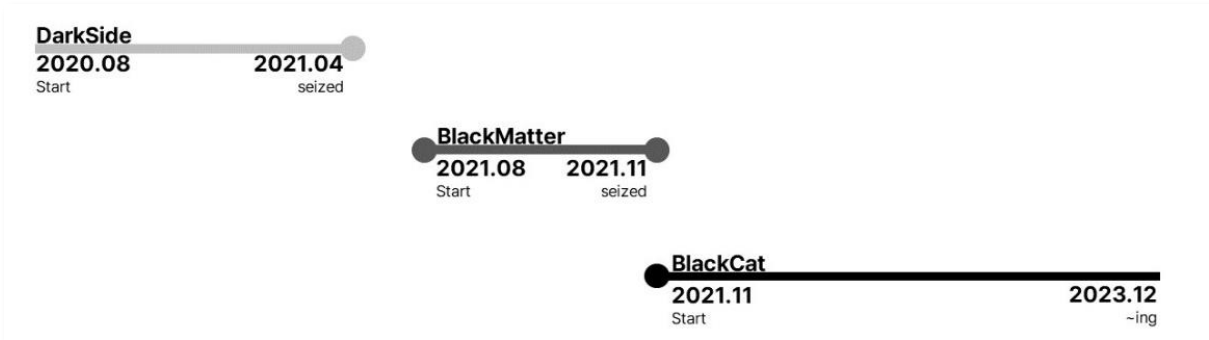 DarkSide
2020.08 2021.04
Start seized
BlackMatter
2021.08 2021.11
Start seized
BlackCat
2021.11 2023.12
Start ~ing